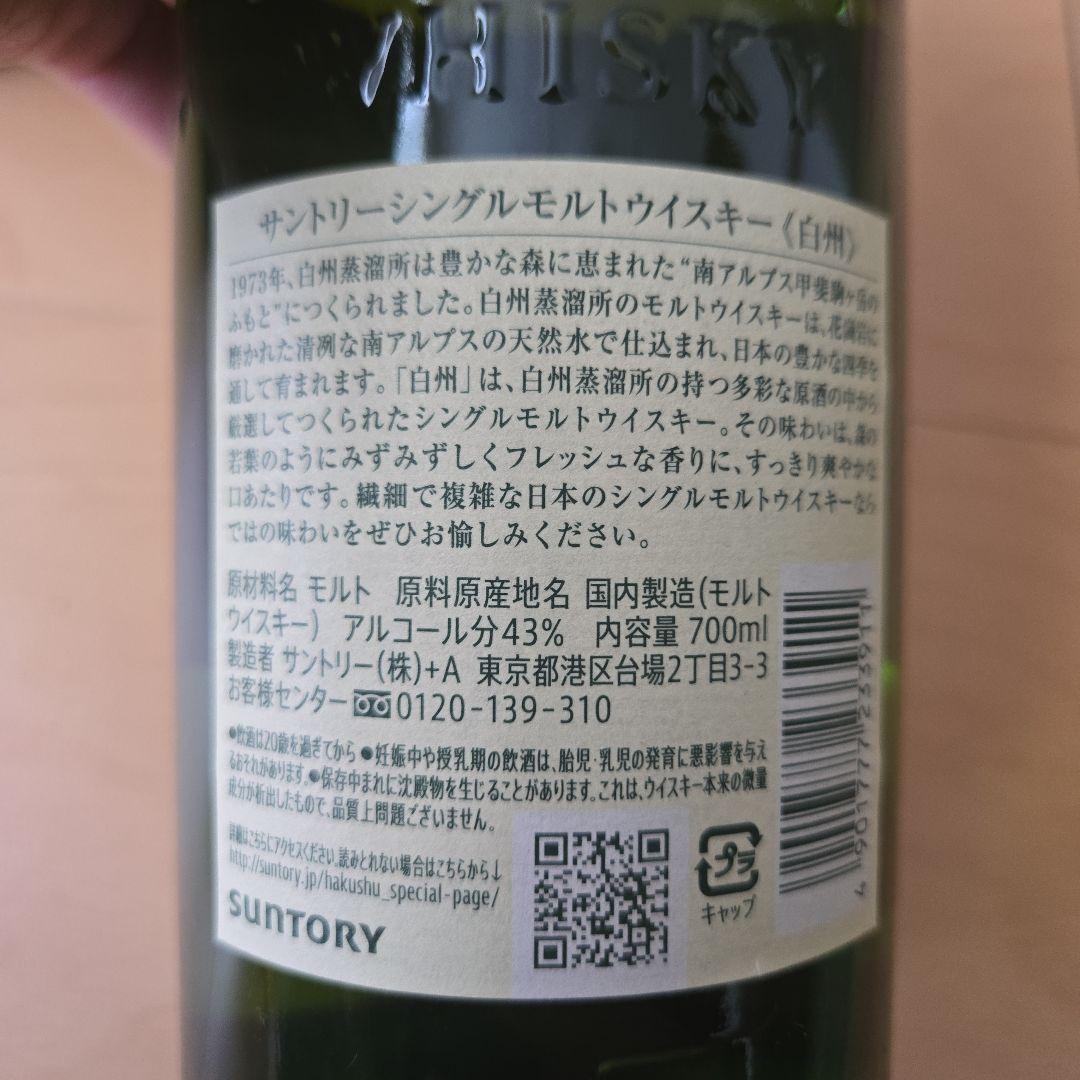 WHISKY
サントリーシングルモルトウイスキー《白州》
1973年、白州蒸溜所は豊かな森に恵まれた“南アルプス甲斐駒ヶ岳の
ふもと”につくられました。白州蒸溜所のモルトウイスキーは、花崗岩に
磨かれた清冽な南アルプスの天然水で仕込まれ、日本の豊かな四季を
通して育まれます。「白州」は、白州蒸溜所の持つ多彩な原酒の中から
厳選してつくられたシングルモルトウイスキー。その味わいは、森の
若葉のようにみずみずしくフレッシュな香りに、すっきり爽やかな
口あたりです。繊細で複雑な日本のシングルモルトウイスキーなら
ではの味わいをぜひお愉しみください。
原材料名 モルト 原料原産地名 国内製造(モルト
ウイスキー) アルコール分43% 内容量 700ml
製造者 サントリー(株)+A 東京都港区台場2丁目3-3
お客様センター 0120-139-310
●飲酒は20歳を過ぎてから ●妊娠中や授乳期の飲酒は、胎児・乳児の発育に悪影響を与え
るおそれがあります。●保存中まれに沈殿物を生じることがあります。これは、ウイスキー本来の微量
成分が析出したもので、品質上問題ございません。
詳細はこちらにアクセスください。読みとれない場合はこちらから↓
http://suntory.jp/hakushu_special-page/
SUNTORY
プラ
キャップ
4 901777 233911